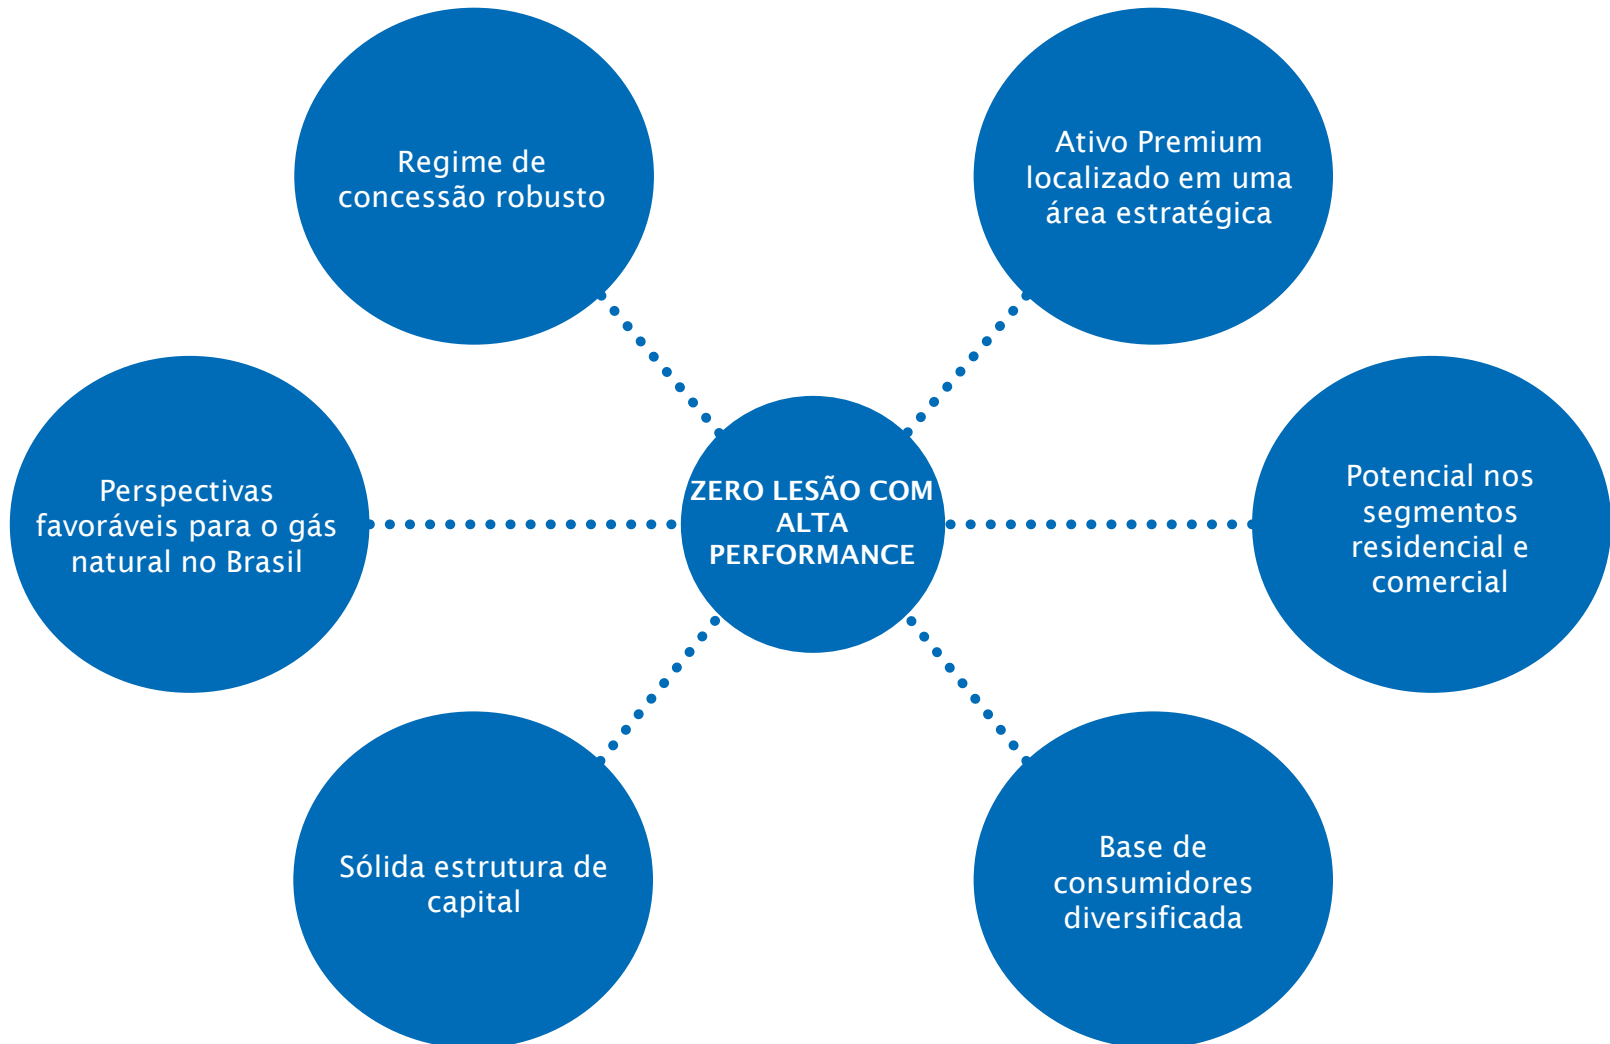 Regime de
concessão robusto
Ativo Premium
localizado em uma
área estratégica
Perspectivas
favoráveis para o gás
natural no Brasil
ZERO LESÃO COM
ALTA
PERFORMANCE
Potencial nos
segmentos
residencial e
comercial
Sólida estrutura de
capital
Base de
consumidores
diversificada